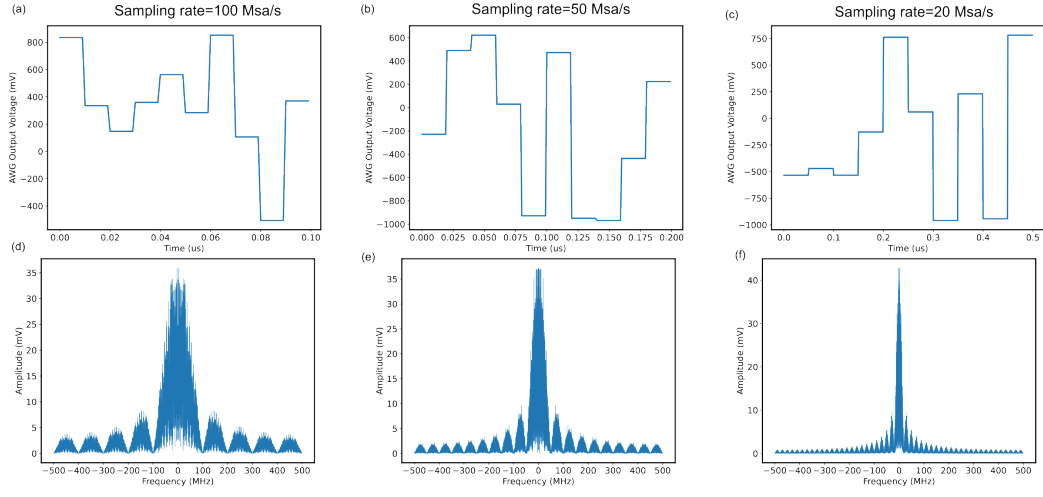 (a)
Sampling rate=100 Msa/s
800
600
400
200
0
−200
−400
AWG Output Voltage (mV)
0.00 0.02 0.04 0.06 0.08 0.10
Time (us)
(b)
Sampling rate=50 Msa/s
600
400
200
0
−200
−400
−600
−800
−1000
AWG Output Voltage (mV)
0.000 0.025 0.050 0.075 0.100 0.125 0.150 0.175 0.200
Time (us)
(c)
Sampling rate=20 Msa/s
750
500
250
0
−250
−500
−750
−1000
AWG Output Voltage (mV)
0.0 0.1 0.2 0.3 0.4 0.5
Time (us)
(d)
35
30
25
20
15
10
5
0
Amplitude (mV)
−500 −400 −300 −200 −100 0 100 200 300 400 500
Frequency (MHz)
(e)
35
30
25
20
15
10
5
0
Amplitude (mV)
−500 −400 −300 −200 −100 0 100 200 300 400 500
Frequency (MHz)
(f)
40
30
20
10
0
Amplitude (mV)
−500 −400 −300 −200 −100 0 100 200 300 400 500
Frequency (MHz)